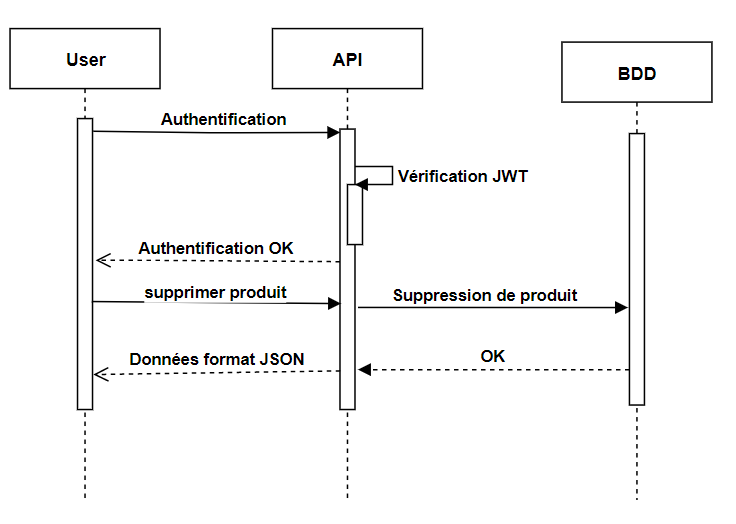 User
API
BDD
Authentification
Vérification JWT
Authentification OK
supprimer produit
Suppression de produit
Données format JSON
OK